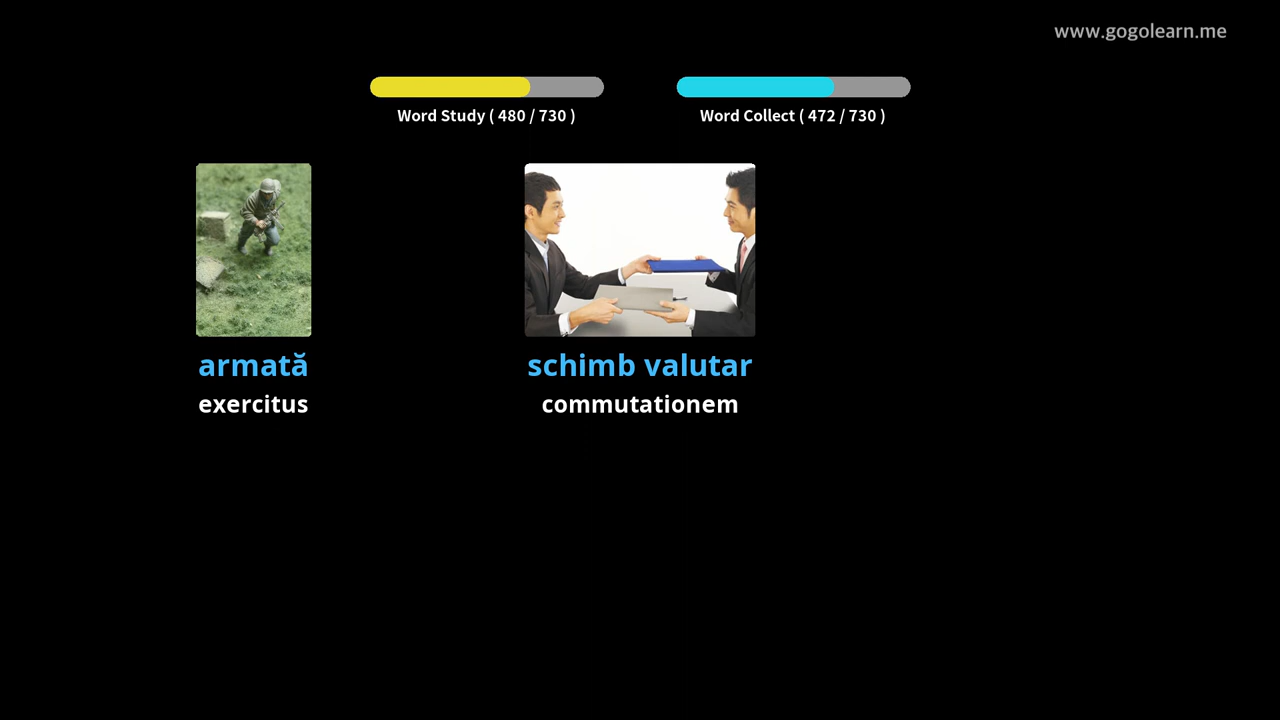 www.gogolearn.me
Word Study ( 480 / 730 )
Word Collect ( 472 / 730 )
armată
exercitus
schimb valutar
commutationem